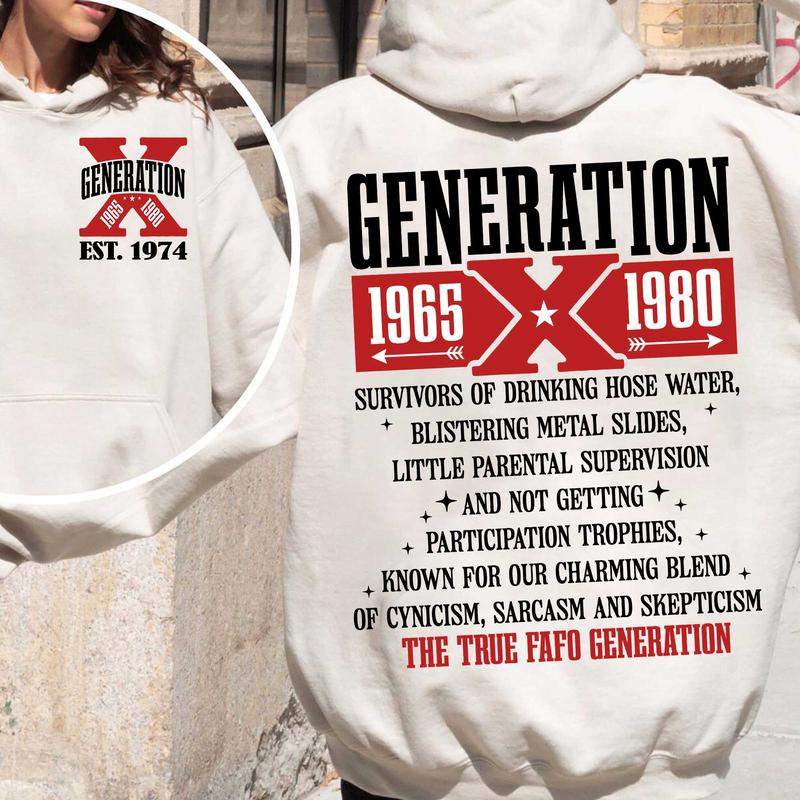 GENERATION
X
1965 1980
EST. 1974
GENERATION
X
1965 1980
SURVIVORS OF DRINKING HOSE WATER,
BLISTERING METAL SLIDES,
LITTLE PARENTAL SUPERVISION
AND NOT GETTING
PARTICIPATION TROPHIES,
KNOWN FOR OUR CHARMING BLEND
OF CYNICISM, SARCASM AND SKEPTICISM
THE TRUE FAFO GENERATION